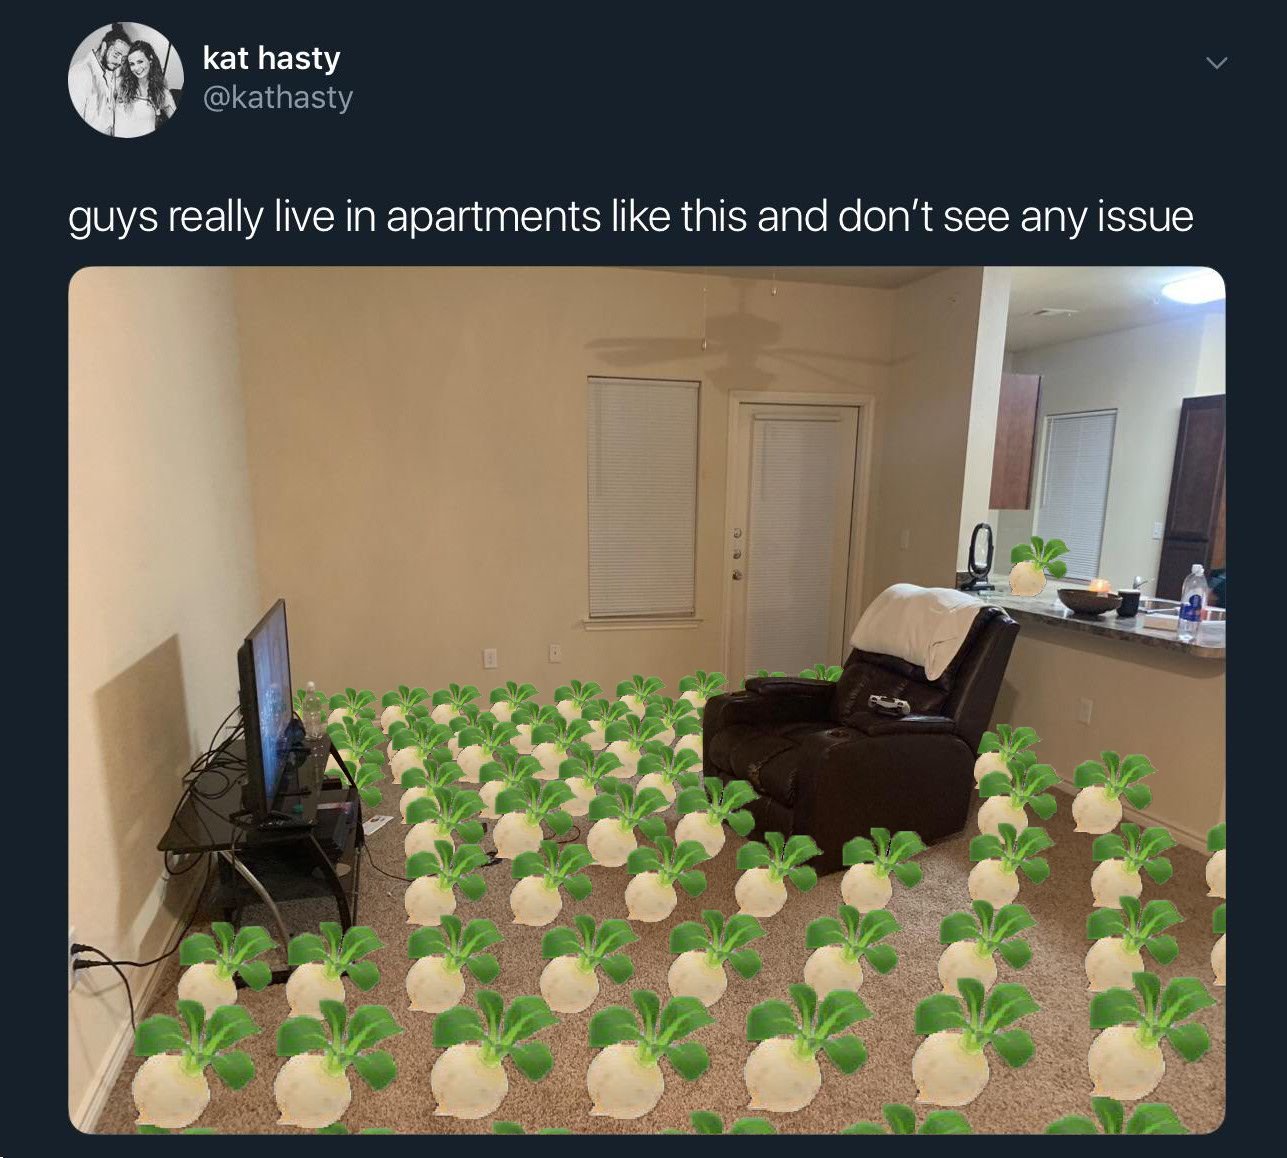 kat hasty
@kathasty
guys really live in apartments like this and don't see any issue